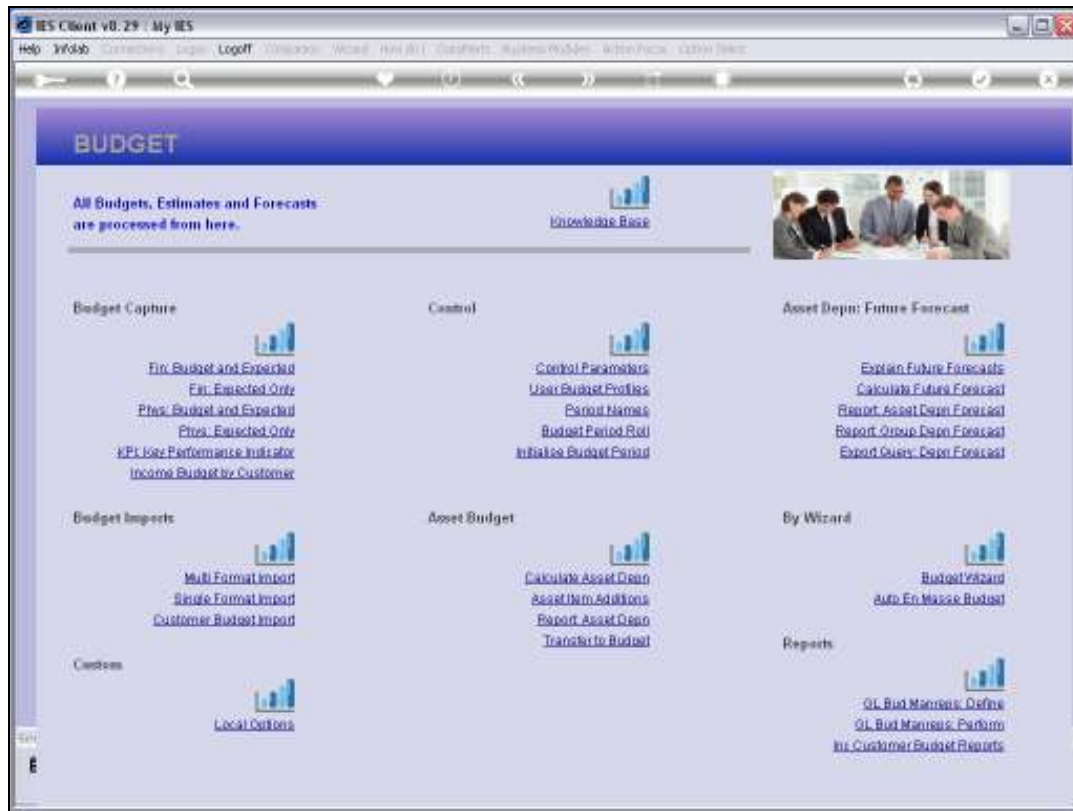 IES Client v8.29 : My IES
Help Infolab Logoff
BUDGET
All Budgets, Estimates and Forecasts
are processed from here.
Knowledge Base
Budget Capture
Fin: Budget and Expected
Fin: Expected Only
Phys: Budget and Expected
Phys: Expected Only
KPI: Key Performance Indicator
Income Budget by Customer
Control
Control Parameters
User Budget Profiles
Period Names
Budget Period Roll
Initialise Budget Period
Asset Depn: Future Forecast
Explain Future Forecasts
Calculate Future Forecast
Report: Asset Depn Forecast
Report: Group Depn Forecast
Export Query: Depn Forecast
Budget Imports
Multi Format Import
Single Format Import
Customer Budget Import
Asset Budget
Calculate Asset Depn
Asset Item Additions
Report Asset Depn
Transfer to Budget
By Wizard
Budget Wizard
Auto En Masse Budget
Custom
Local Options
Reports
GL Bud Manreps: Define
GL Bud Manreps: Perform
Inc Customer Budget Reports